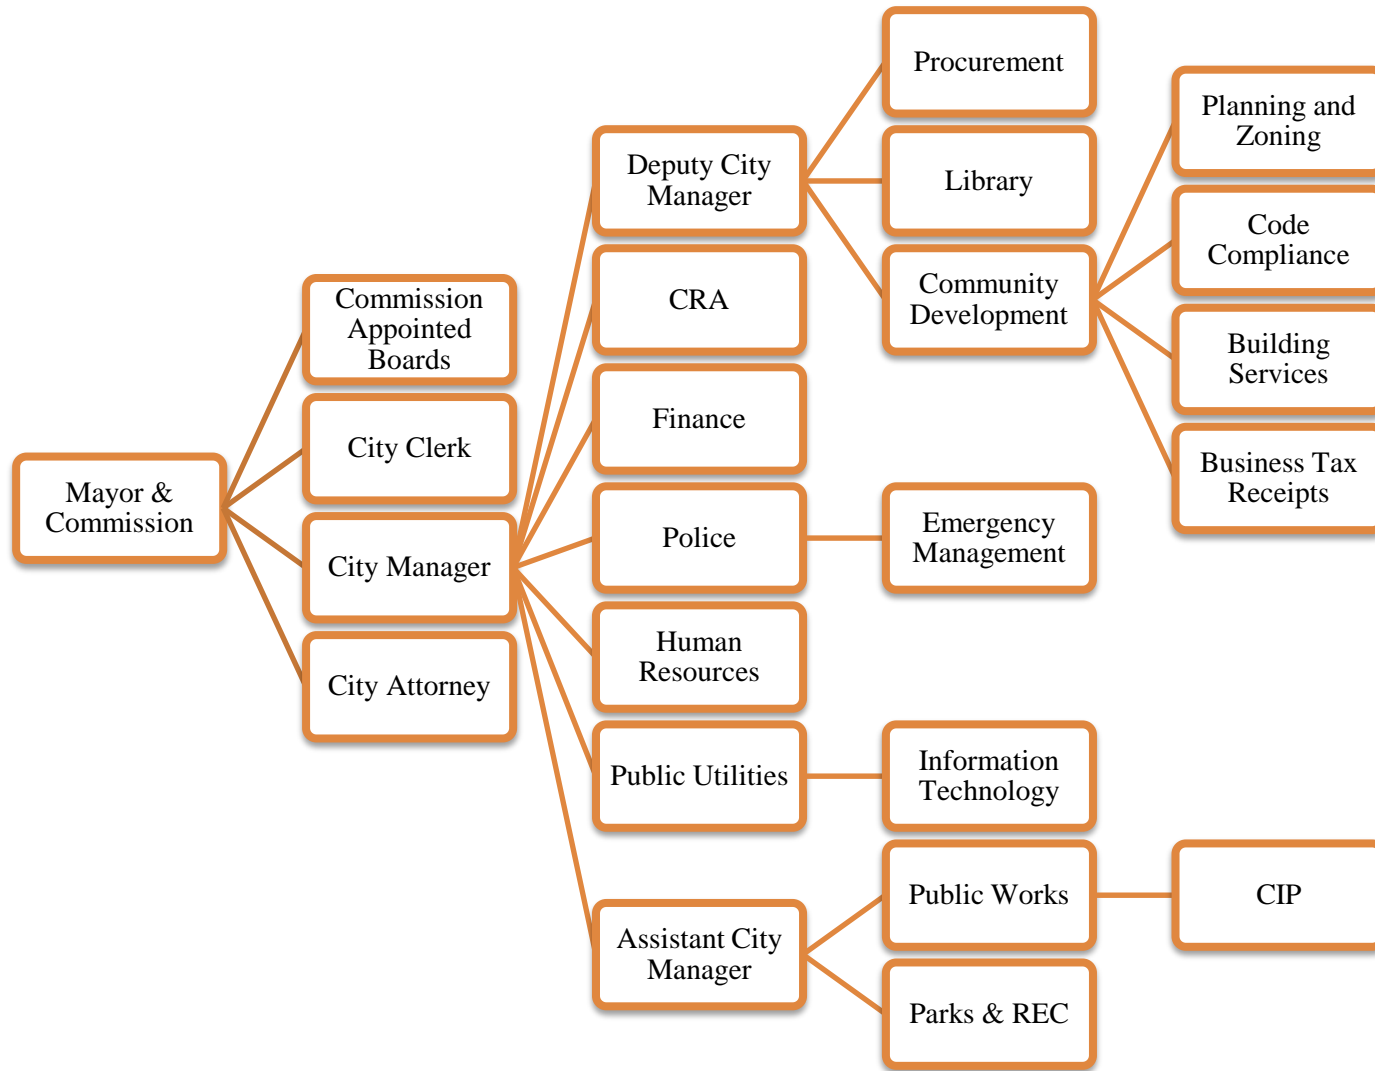 Mayor &
Commission
Commission
Appointed
Boards
City Clerk
City Manager
City Attorney
Deputy City
Manager
CRA
Finance
Police
Human
Resources
Public Utilities
Assistant City
Manager
Procurement
Library
Community
Development
Emergency
Management
Information
Technology
Public Works
Parks & REC
Planning and
Zoning
Code
Compliance
Building
Services
Business Tax
Receipts
CIP